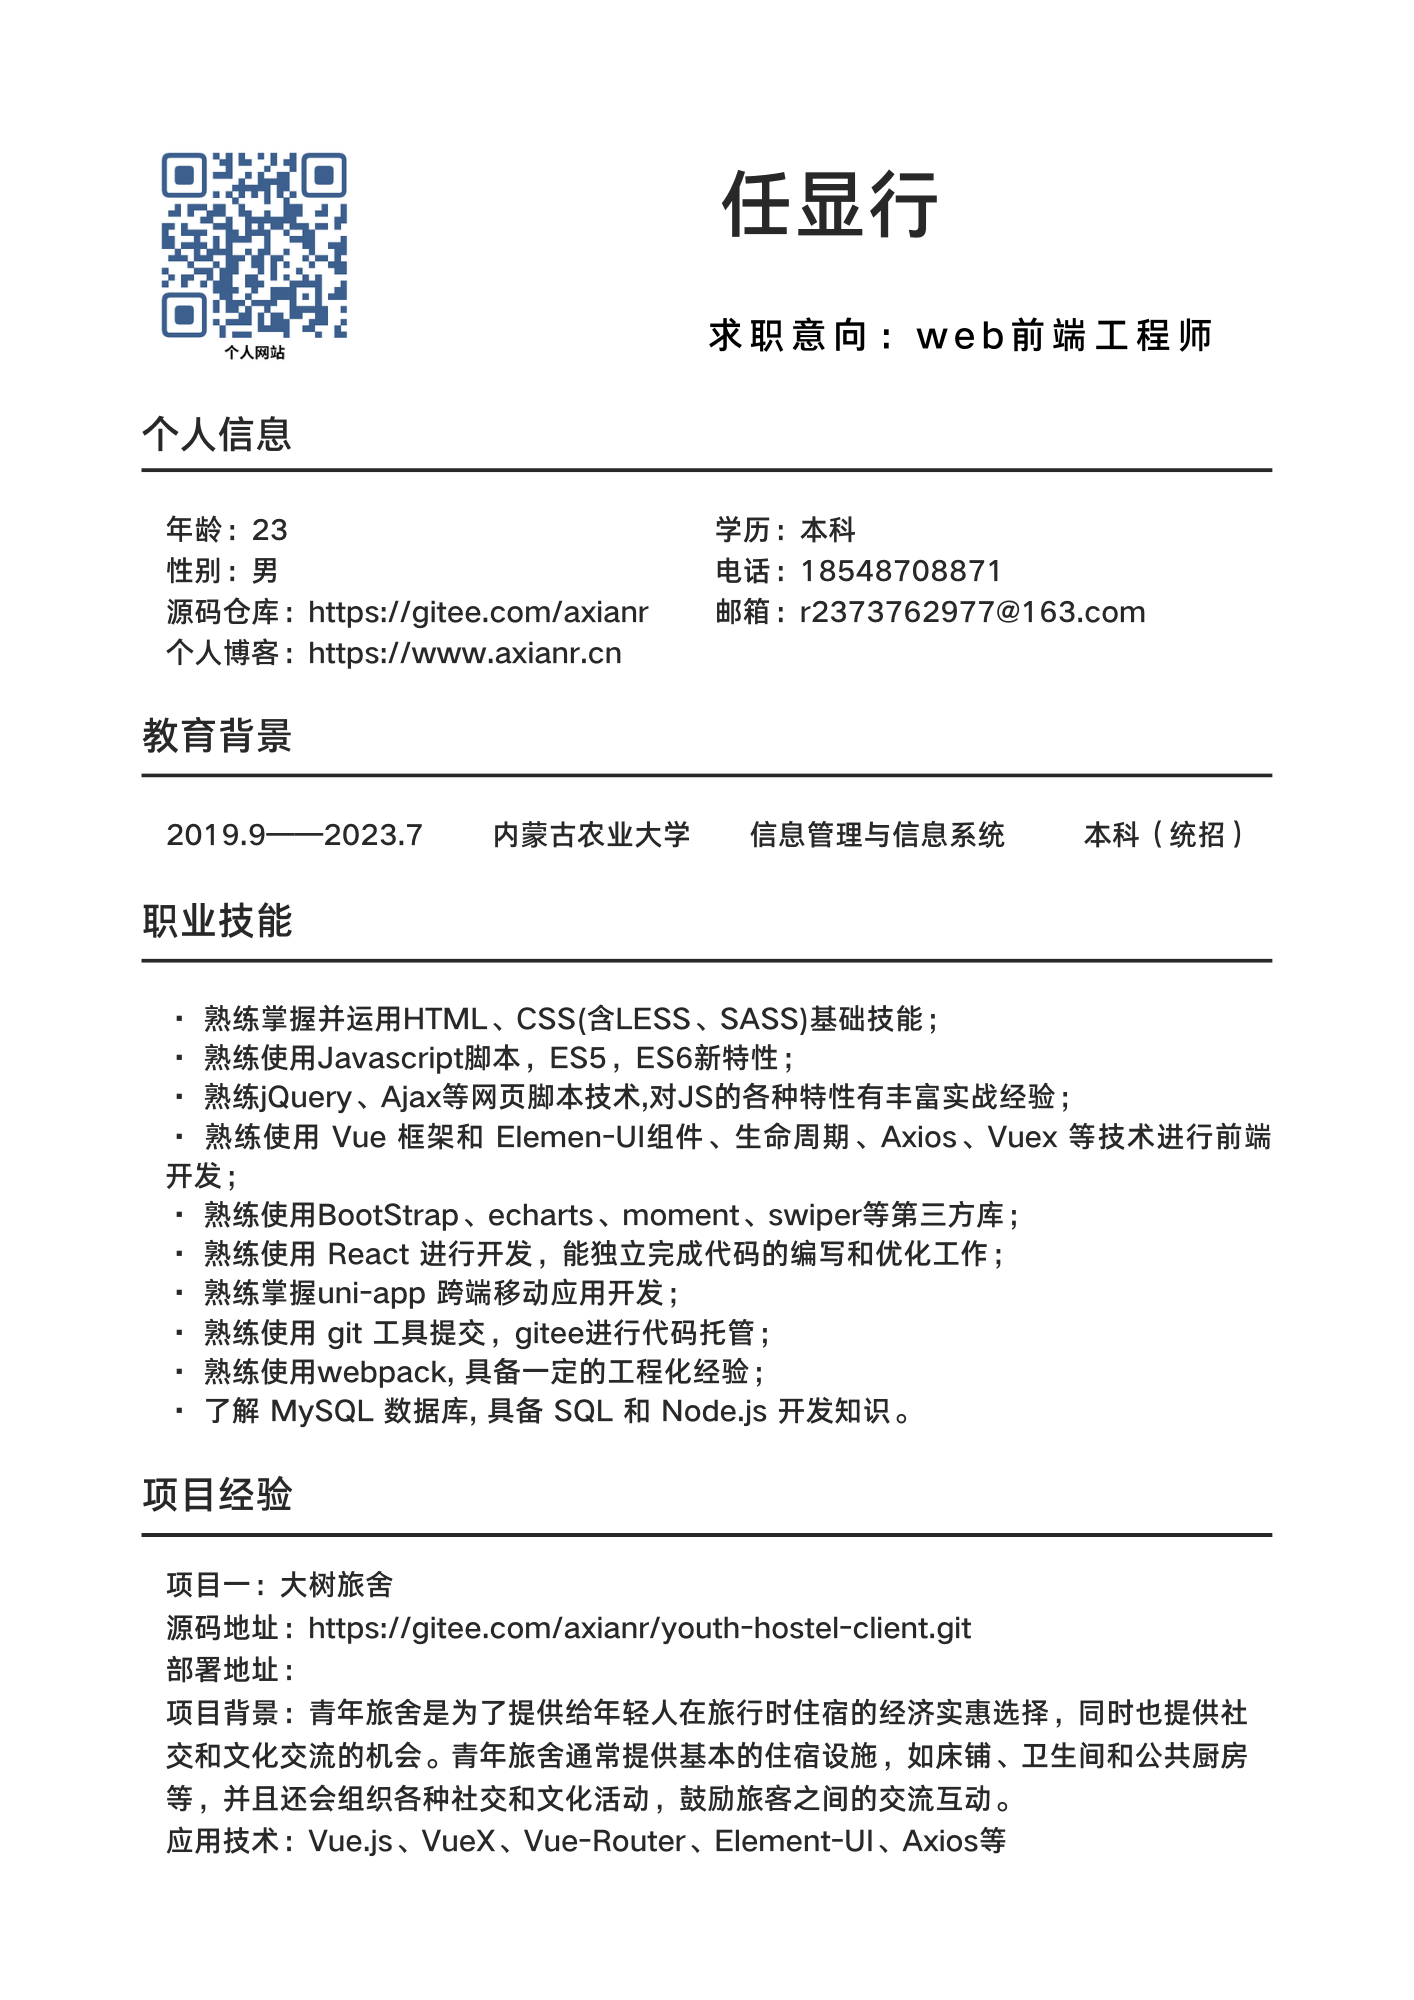 任显行
求职意向：web前端工程师
个人网站
个人信息
年龄：23
学历：本科
性别：男
电话：18548708871
源码仓库：https://gitee.com/axianr
邮箱：r2373762977@163.com
个人博客：https://www.axianr.cn
教育背景
2019.9——2023.7 内蒙古农业大学 信息管理与信息系统 本科（统招）
职业技能
· 熟练掌握并运用HTML、CSS(含LESS、SASS)基础技能；
· 熟练使用Javascript脚本，ES5，ES6新特性；
· 熟练jQuery、Ajax等网页脚本技术,对JS的各种特性有丰富实战经验；
· 熟练使用 Vue 框架和 Elemen-UI组件、生命周期、Axios、Vuex 等技术进行前端
开发；
· 熟练使用BootStrap、echarts、moment、swiper等第三方库；
· 熟练使用 React 进行开发，能独立完成代码的编写和优化工作；
· 熟练掌握uni-app 跨端移动应用开发；
· 熟练使用 git 工具提交，gitee进行代码托管；
· 熟练使用webpack, 具备一定的工程化经验；
· 了解 MySQL 数据库, 具备 SQL 和 Node.js 开发知识。
项目经验
项目一：大树旅舍
源码地址：https://gitee.com/axianr/youth-hostel-client.git
部署地址：
项目背景：青年旅舍是为了提供给年轻人在旅行时住宿的经济实惠选择，同时也提供社
交和文化交流的机会。青年旅舍通常提供基本的住宿设施，如床铺、卫生间和公共厨房
等，并且还会组织各种社交和文化活动，鼓励旅客之间的交流互动。
应用技术：Vue.js、VueX、Vue-Router、Element-UI、Axios等